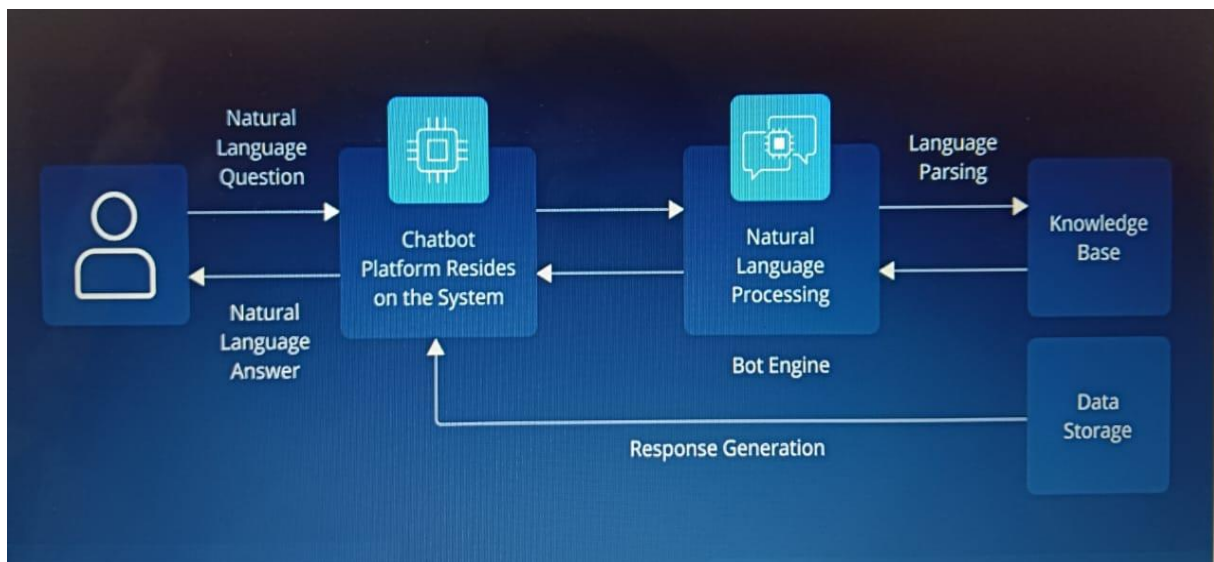 Natural
Language
Question
Chatbot
Platform Resides
on the System
Natural
Language
Answer
Natural
Language
Processing
Bot Engine
Language
Parsing
Knowledge
Base
Data
Storage
Response Generation